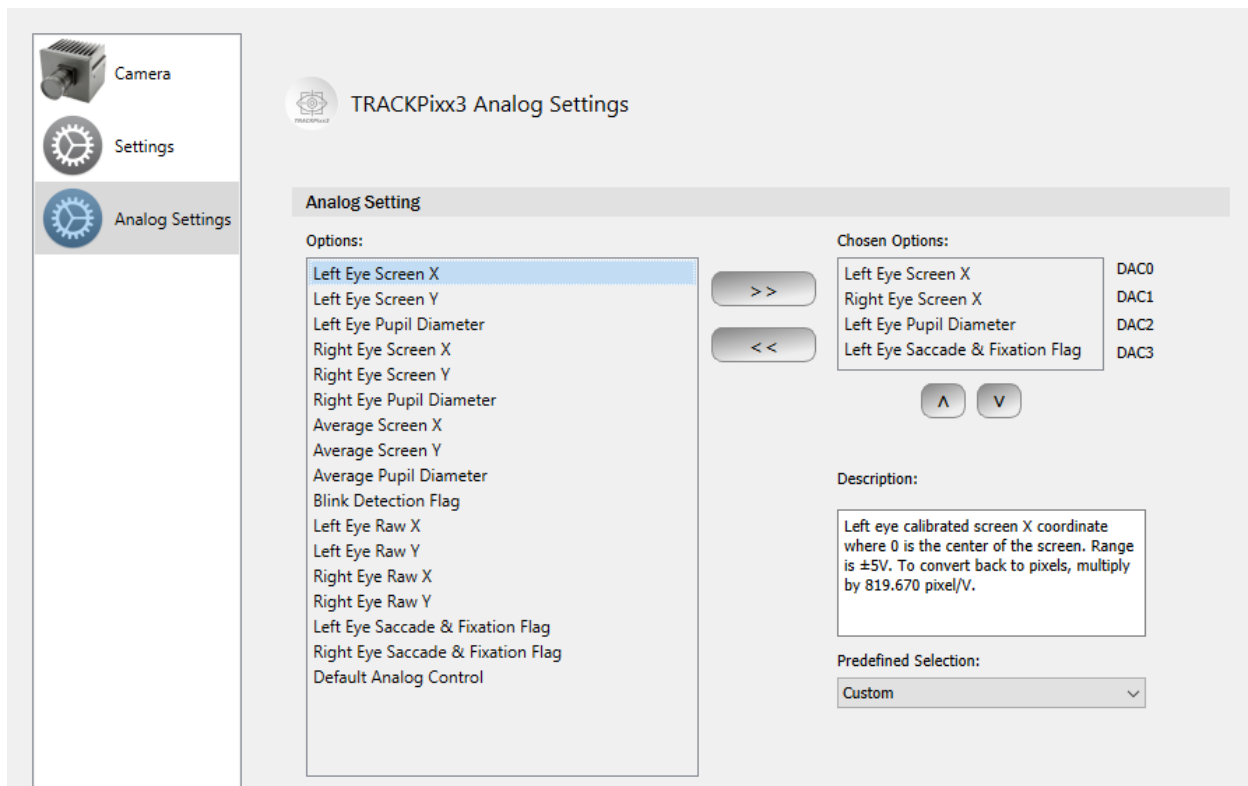 Camera
Settings
Analog Settings
TRACKPixx3 Analog Settings
TRACKPixx3
Analog Setting
Options:
Left Eye Screen X
Left Eye Screen Y
Left Eye Pupil Diameter
Right Eye Screen X
Right Eye Screen Y
Right Eye Pupil Diameter
Average Screen X
Average Screen Y
Average Pupil Diameter
Blink Detection Flag
Left Eye Raw X
Left Eye Raw Y
Right Eye Raw X
Right Eye Raw Y
Left Eye Saccade & Fixation Flag
Right Eye Saccade & Fixation Flag
Default Analog Control
>>
<<
Chosen Options:
Left Eye Screen X
Right Eye Screen X
Left Eye Pupil Diameter
Left Eye Saccade & Fixation Flag
DAC0
DAC1
DAC2
DAC3
Description:
Left eye calibrated screen X coordinate
where 0 is the center of the screen. Range
is ±5V. To convert back to pixels, multiply
by 819.670 pixel/V.
Predefined Selection:
Custom